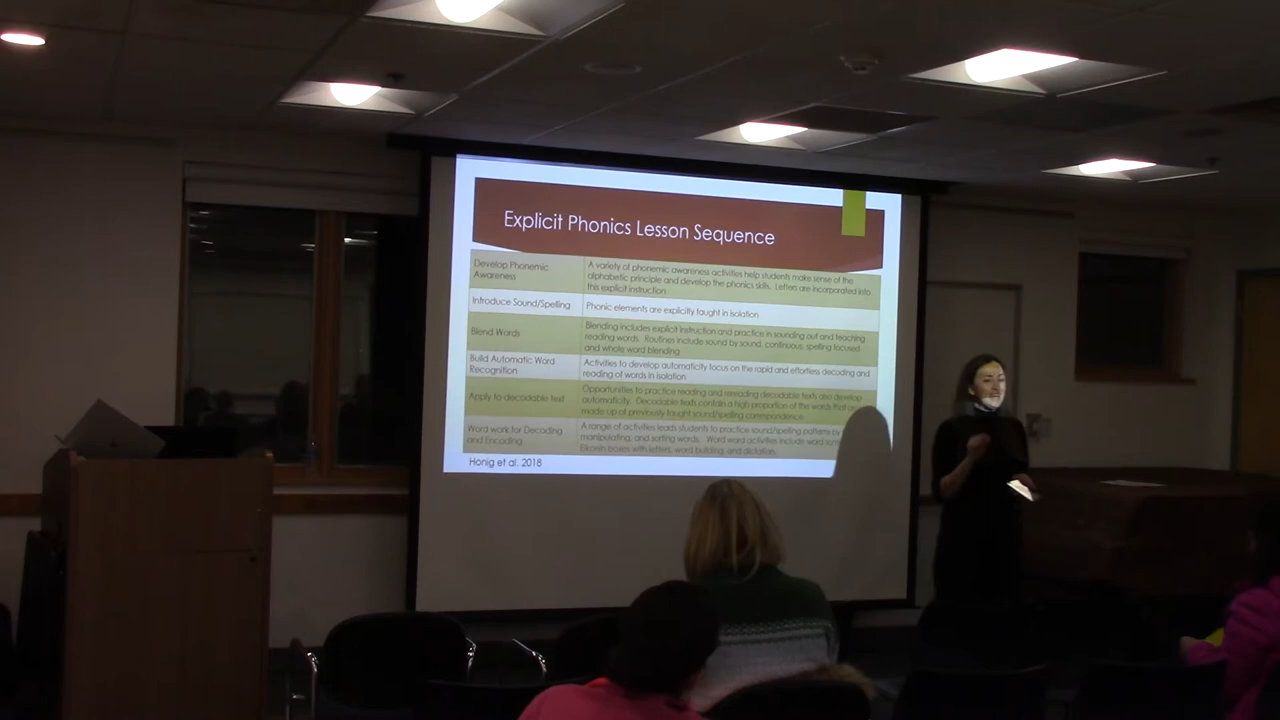 Explicit Phonics Lesson Sequence
Develop Phonemic
Awareness
A variety of phonemic awareness activities help students make sense of the
alphabetic principle and develop the phonics skills. Letters are incorporated into
this explicit instruction
Introduce Sound/Spelling
Phonic elements are explicitly taught in isolation
Blend Words
Blending includes explicit instruction and practice in sounding out and teaching
reading words. Routines include sound by sound, continuous, spelling focused
and whole word blending
Build Automatic Word
Recognition
Activities to develop automaticity focus on the rapid and effortless decoding and
reading of words in isolation
Apply to decodable text
Opportunities to practice reading and rereading decodable texts also develop
automaticity. Decodable texts contain a high proportion of the words that are
made up of previously taught sound/spelling correspondence
Word work for Decoding
and Encoding
A range of activities leads students to practice sound/spelling patterns by
manipulating, and sorting words. Word word activities include word
Elkonin boxes with letters, word building, and dictation.
Honig et al. 2018